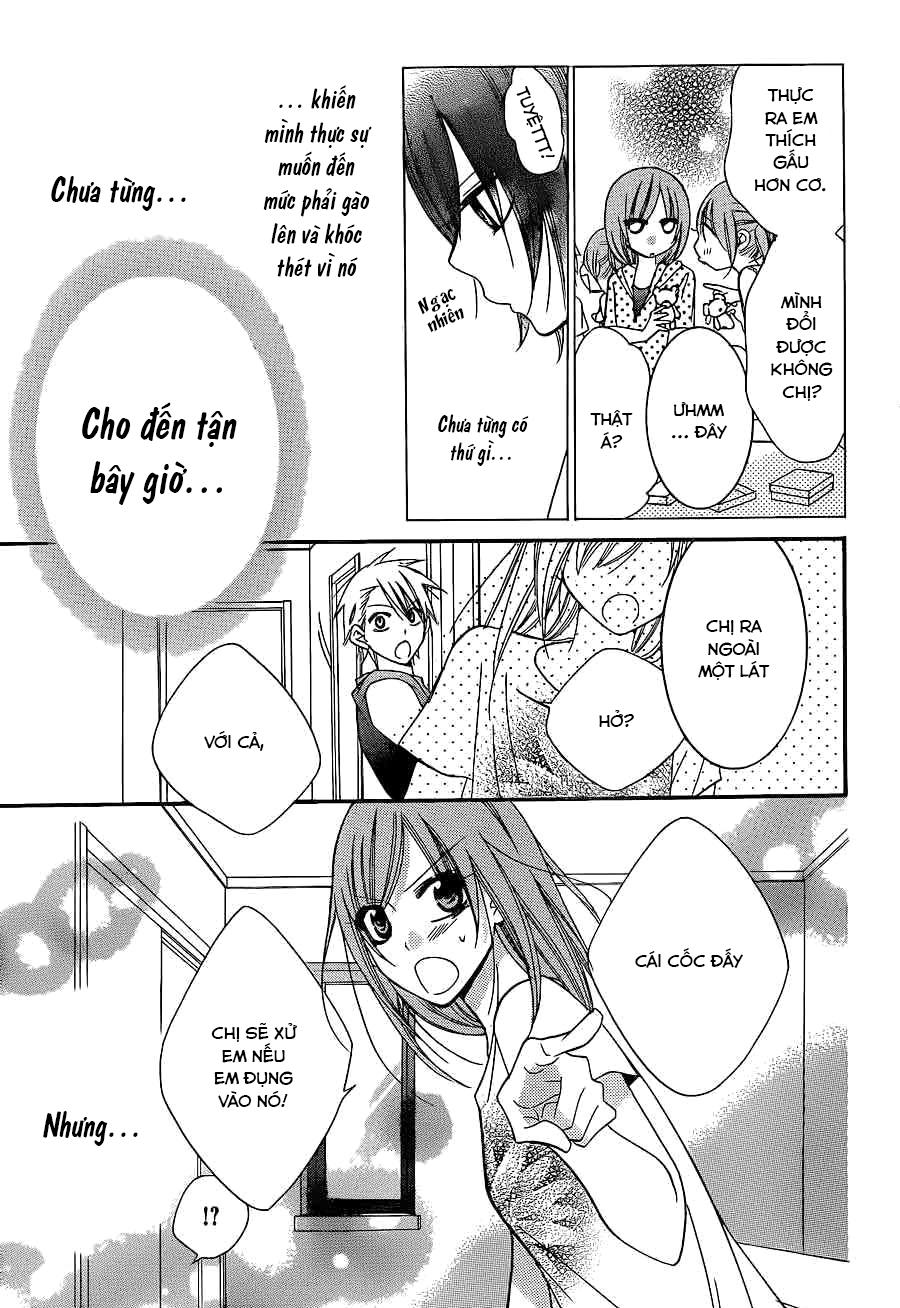 THỰC
RA EM
THÍCH
GẤU
HƠN CƠ.
MÌNH
ĐỔI
ĐƯỢC
KHÔNG
CHỊ?
ƯHMM
... ĐÂY
THẬT
Á?
TUYỆTTT!
Ngạc
nhiên
Chưa từng có
thứ gì...
... khiến
mình thực sự
muốn đến
mức phải gào
lên và khóc
thét vì nó
Chưa từng...
Cho đến tận
bây giờ...
CHỊ RA
NGOÀI
MỘT LÁT
HỞ?
VỚI CẢ,
CÁI CỐC ĐẤY
CHỊ SẼ XỬ
EM NẾU
EM ĐỤNG
VÀO NÓ!
Nhưng...
!?